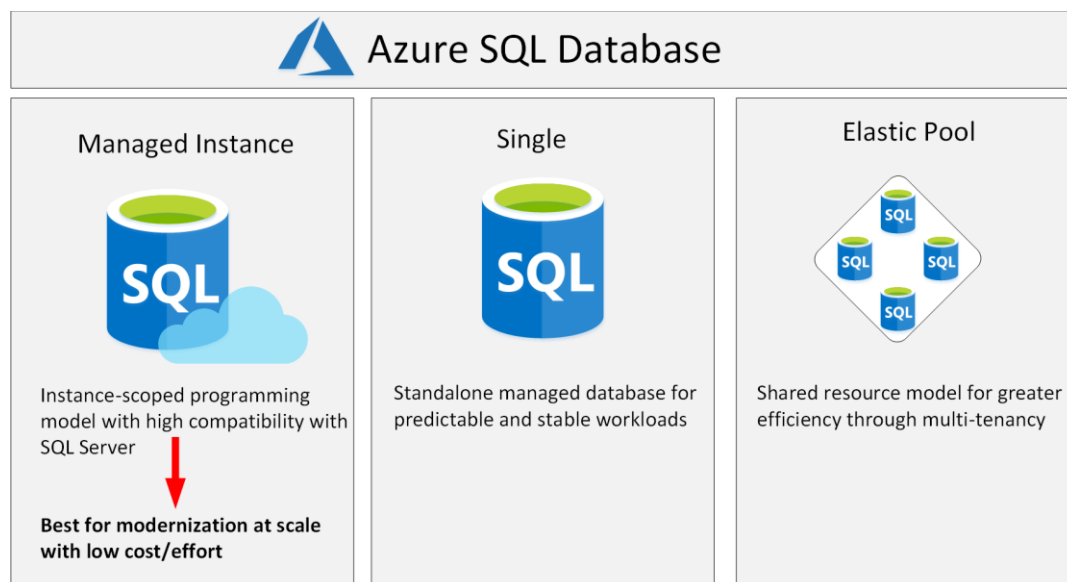 Azure SQL Database
Managed Instance
SQL
Instance-scoped programming
model with high compatibility with
SQL Server
Best for modernization at scale
with low cost/effort
Single
SQL
Standalone managed database for
predictable and stable workloads
Elastic Pool
SQL
SQL
SQL
SQL
Shared resource model for greater
efficiency through multi-tenancy